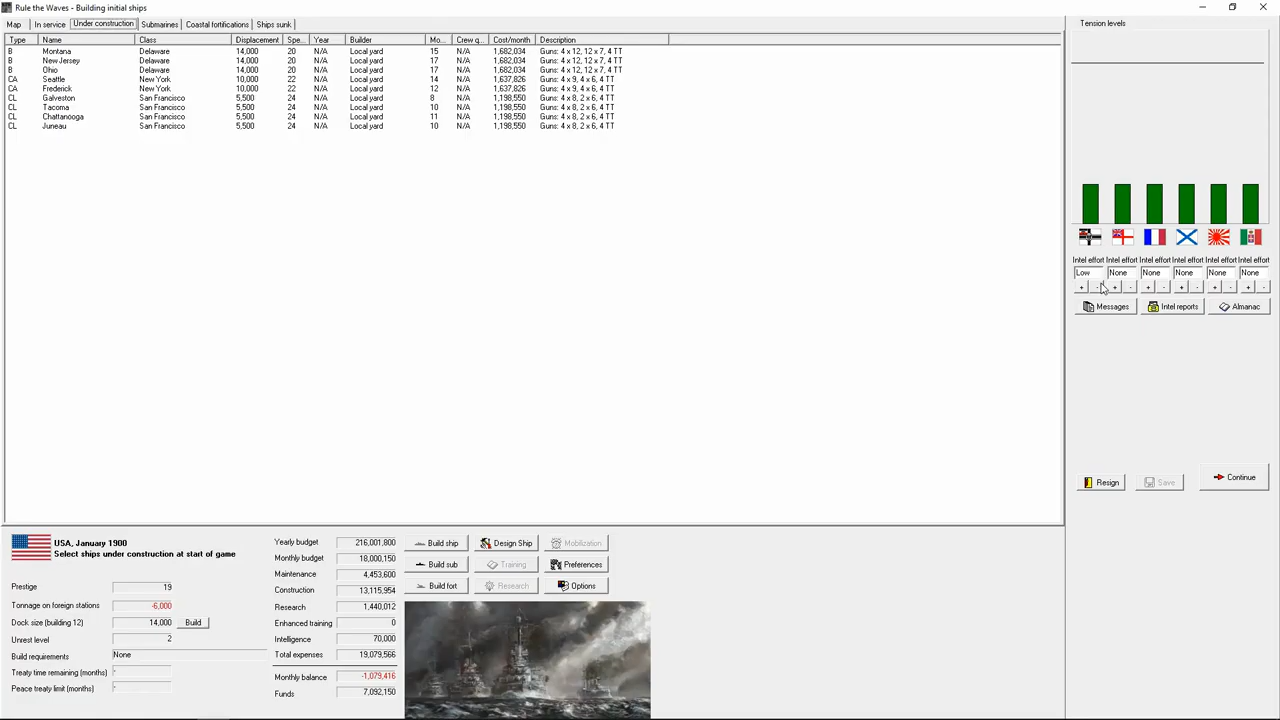 Rule the Waves - Building initial ships
Map In service Under construction Submarines Coastal fortifications Ships sunk
Type Name Class Displacement Spe... Year Builder Mo... Crew q... Cost/month Description
B Montana Delaware 14,000 20 N/A Local yard 15 N/A 1,682,034 Guns: 4 x 12, 12 x 7, 4 TT
B New Jersey Delaware 14,000 20 N/A Local yard 17 N/A 1,682,034 Guns: 4 x 12, 12 x 7, 4 TT
B Ohio Delaware 14,000 20 N/A Local yard 17 N/A 1,682,034 Guns: 4 x 12, 12 x 7, 4 TT
CA Seattle New York 10,000 22 N/A Local yard 14 N/A 1,637,826 Guns: 4 x 9, 4 x 6, 4 TT
CA Frederick New York 10,000 22 N/A Local yard 12 N/A 1,637,826 Guns: 4 x 9, 4 x 6, 4 TT
CL Galveston San Francisco 5,500 24 N/A Local yard 8 N/A 1,198,550 Guns: 4 x 8, 2 x 6, 4 TT
CL Tacoma San Francisco 5,500 24 N/A Local yard 10 N/A 1,198,550 Guns: 4 x 8, 2 x 6, 4 TT
CL Chattanooga San Francisco 5,500 24 N/A Local yard 11 N/A 1,198,550 Guns: 4 x 8, 2 x 6, 4 TT
CL Juneau San Francisco 5,500 24 N/A Local yard 10 N/A 1,198,550 Guns: 4 x 8, 2 x 6, 4 TT
Tension levels
Intel effort Intel effort Intel effort Intel effort Intel effort Intel effort
Low None None None None None
+ - + - + - + - + - + -
Messages Intel reports Almanac
Resign Save Continue
USA, January 1900
Select ships under construction at start of game
Prestige 19
Tonnage on foreign stations -6,000
Dock size (building 12) 14,000 Build
Unrest level 2
Build requirements None
Treaty time remaining (months) -
Peace treaty limit (months) -
Yearly budget 216,001,800
Monthly budget 18,000,150
Maintenance 4,453,600
Construction 13,115,954
Research 1,440,012
Enhanced training 0
Intelligence 70,000
Total expenses 19,079,566
Monthly balance -1,079,416
Funds 7,092,150
Build ship Design Ship Mobilization
Build sub Training Preferences
Build fort Research Options